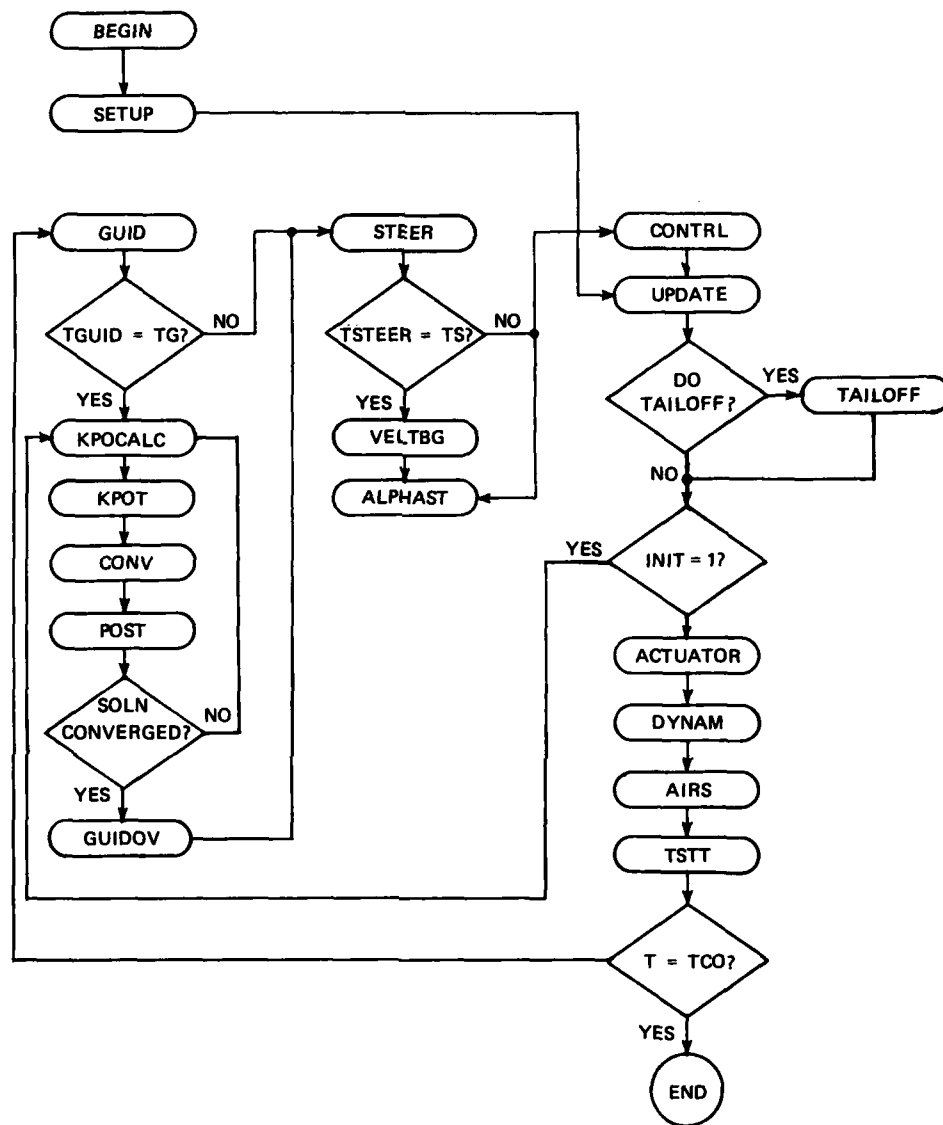 BEGIN
SETUP
GUID
TGUID = TG?
NO
YES
KPOCALC
KPOT
CONV
POST
SOLN
CONVERGED?
NO
YES
GUIDOV
STEER
TSTEER = TS?
NO
YES
VELTBG
ALPHAST
CONTRL
UPDATE
DO
TAILOFF?
YES
TAILOFF
NO
INIT = 1?
YES
ACTUATOR
DYNAM
AIRS
TSTT
T = TCO?
YES
END